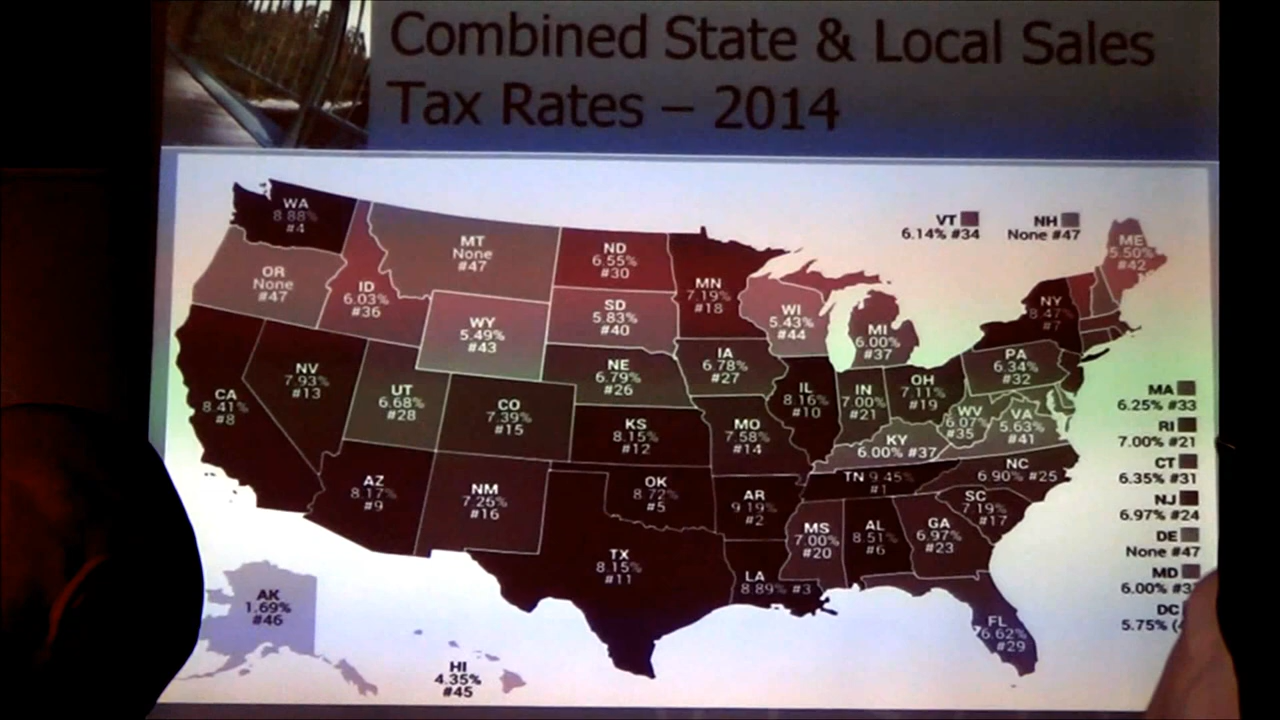 Combined State & Local Sales
Tax Rates – 2014
WA
8.88%
#4
MT
None
#47
ND
6.55%
#30
MN
7.19%
#18
VT
6.14% #34
NH
None #47
ME
5.50%
#42
OR
None
#47
ID
6.03%
#36
WY
5.49%
#43
SD
5.83%
#40
WI
5.43%
#44
MI
6.00%
#37
NY
8.47%
#7
CA
8.41%
#8
NV
7.93%
#13
UT
6.68%
#28
CO
7.39%
#15
NE
6.79%
#26
IA
6.78%
#27
IL
8.16%
#10
IN
7.00%
#21
OH
7.11%
#19
PA
6.34%
#32
WV
6.07%
#35
VA
5.63%
#41
KS
8.15%
#12
MO
7.58%
#14
KY
6.00% #37
MA
6.25% #33
RI
7.00% #21
CT
6.35% #31
NJ
6.97% #24
DE
None #47
MD
6.00% #3
DC
5.75% (4
AZ
8.17%
#9
NM
7.26%
#16
OK
8.72%
#5
AR
9.19%
#2
TN 9.45%
#1
NC
6.90% #25
SC
7.19%
#17
TX
8.15%
#11
LA
8.89% #3
MS
7.00%
#20
AL
8.51%
#6
GA
6.97%
#23
FL
6.62%
#29
AK
1.69%
#46
HI
4.35%
#45